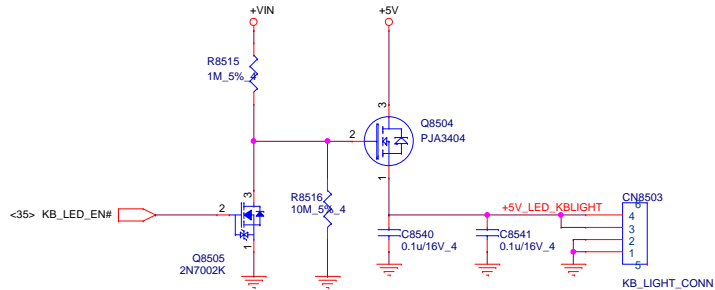 +VIN
+5V
R8515
1M_5%_4
3
2
Q8504
PJA3404
1
<35> KB_LED_EN#
2
3
1
R8516
10M_5%_4
Q8505
2N7002K
C8540
0.1u/16V_4
+5V_LED_KBLIGHT
C8541
0.1u/16V_4
CN8503
6
4
3
2
1
5
KB_LIGHT_CONN